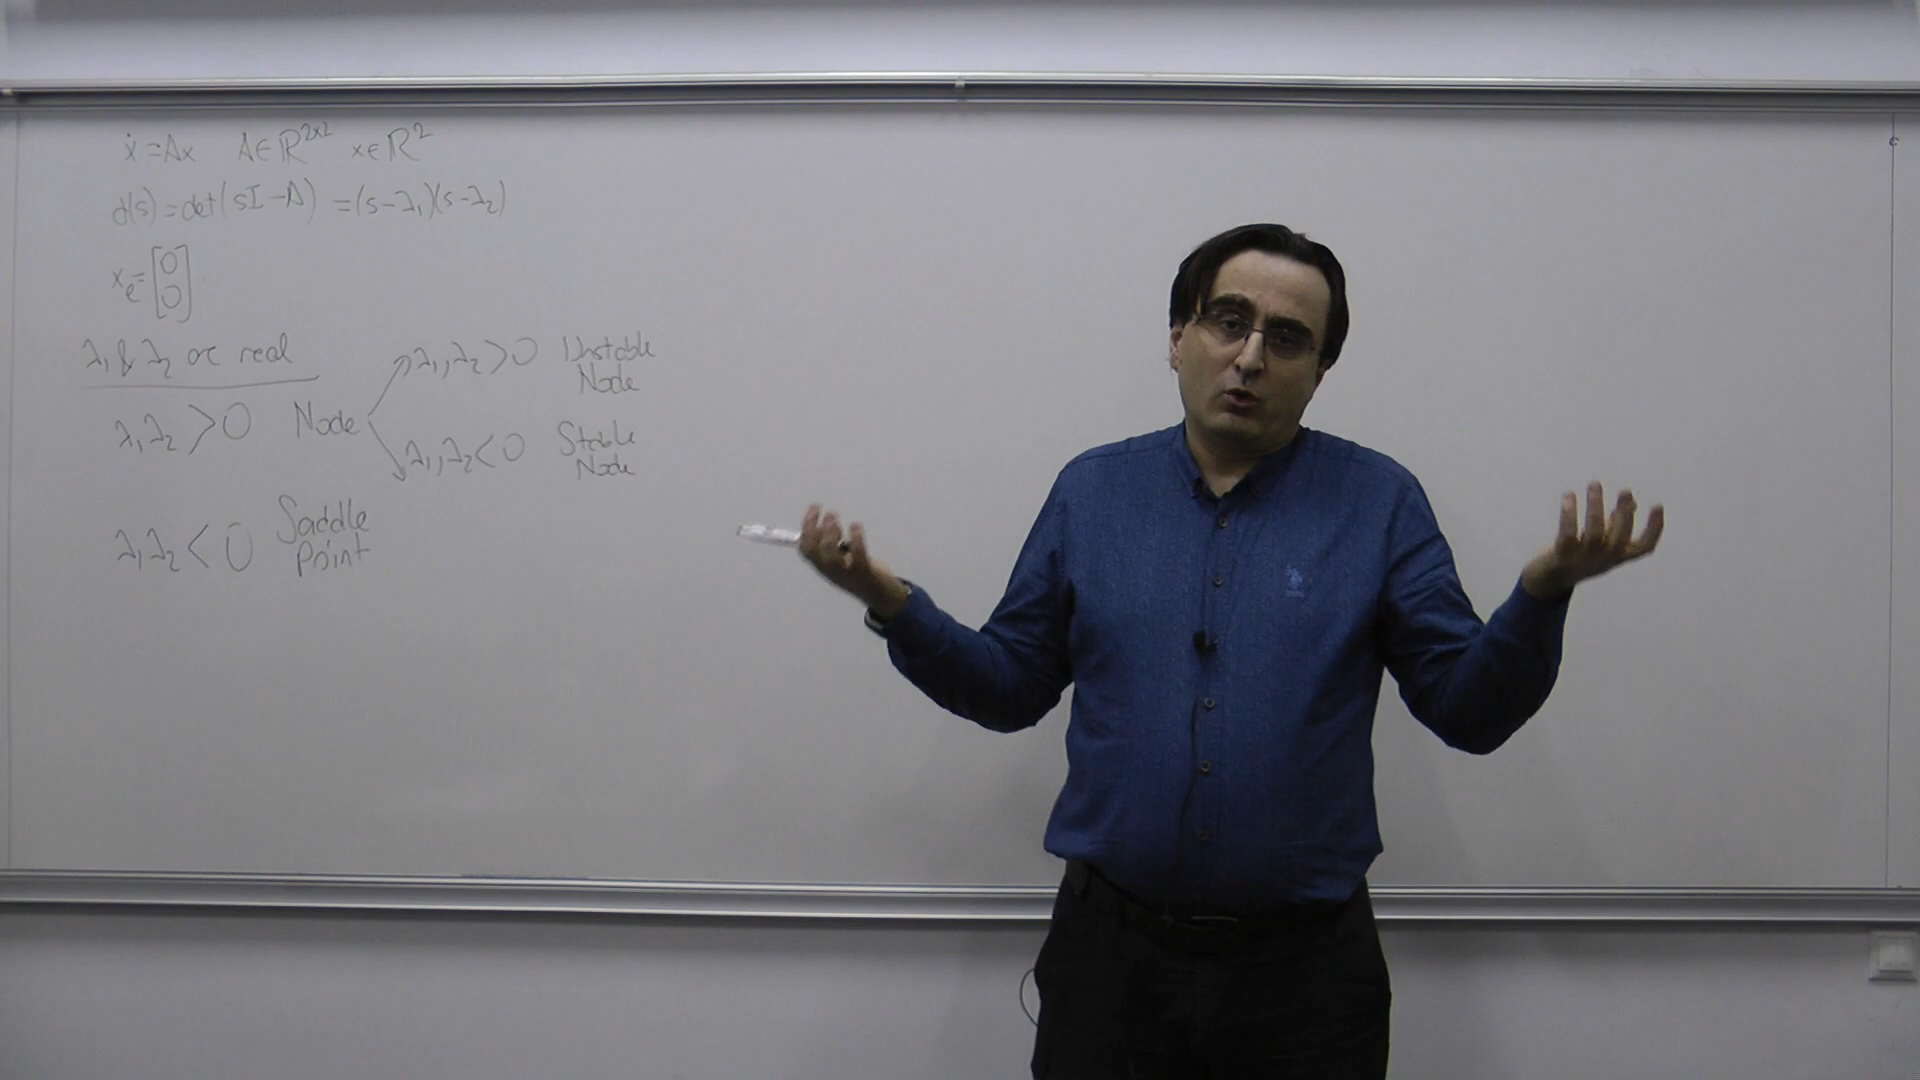 ẋ = Ax A∈ℝ^{2x2} x∈ℝ^2
d(s) = det(sI-A) = (s-λ₁)(s-λ₂)
x_e = [0 0]
λ₁ & λ₂ are real
λ₁λ₂ > 0 Node
λ₁,λ₂ > 0 Unstable
Node
λ₁,λ₂ < 0 Stable
Node
λ₁λ₂ < 0 Saddle
Point